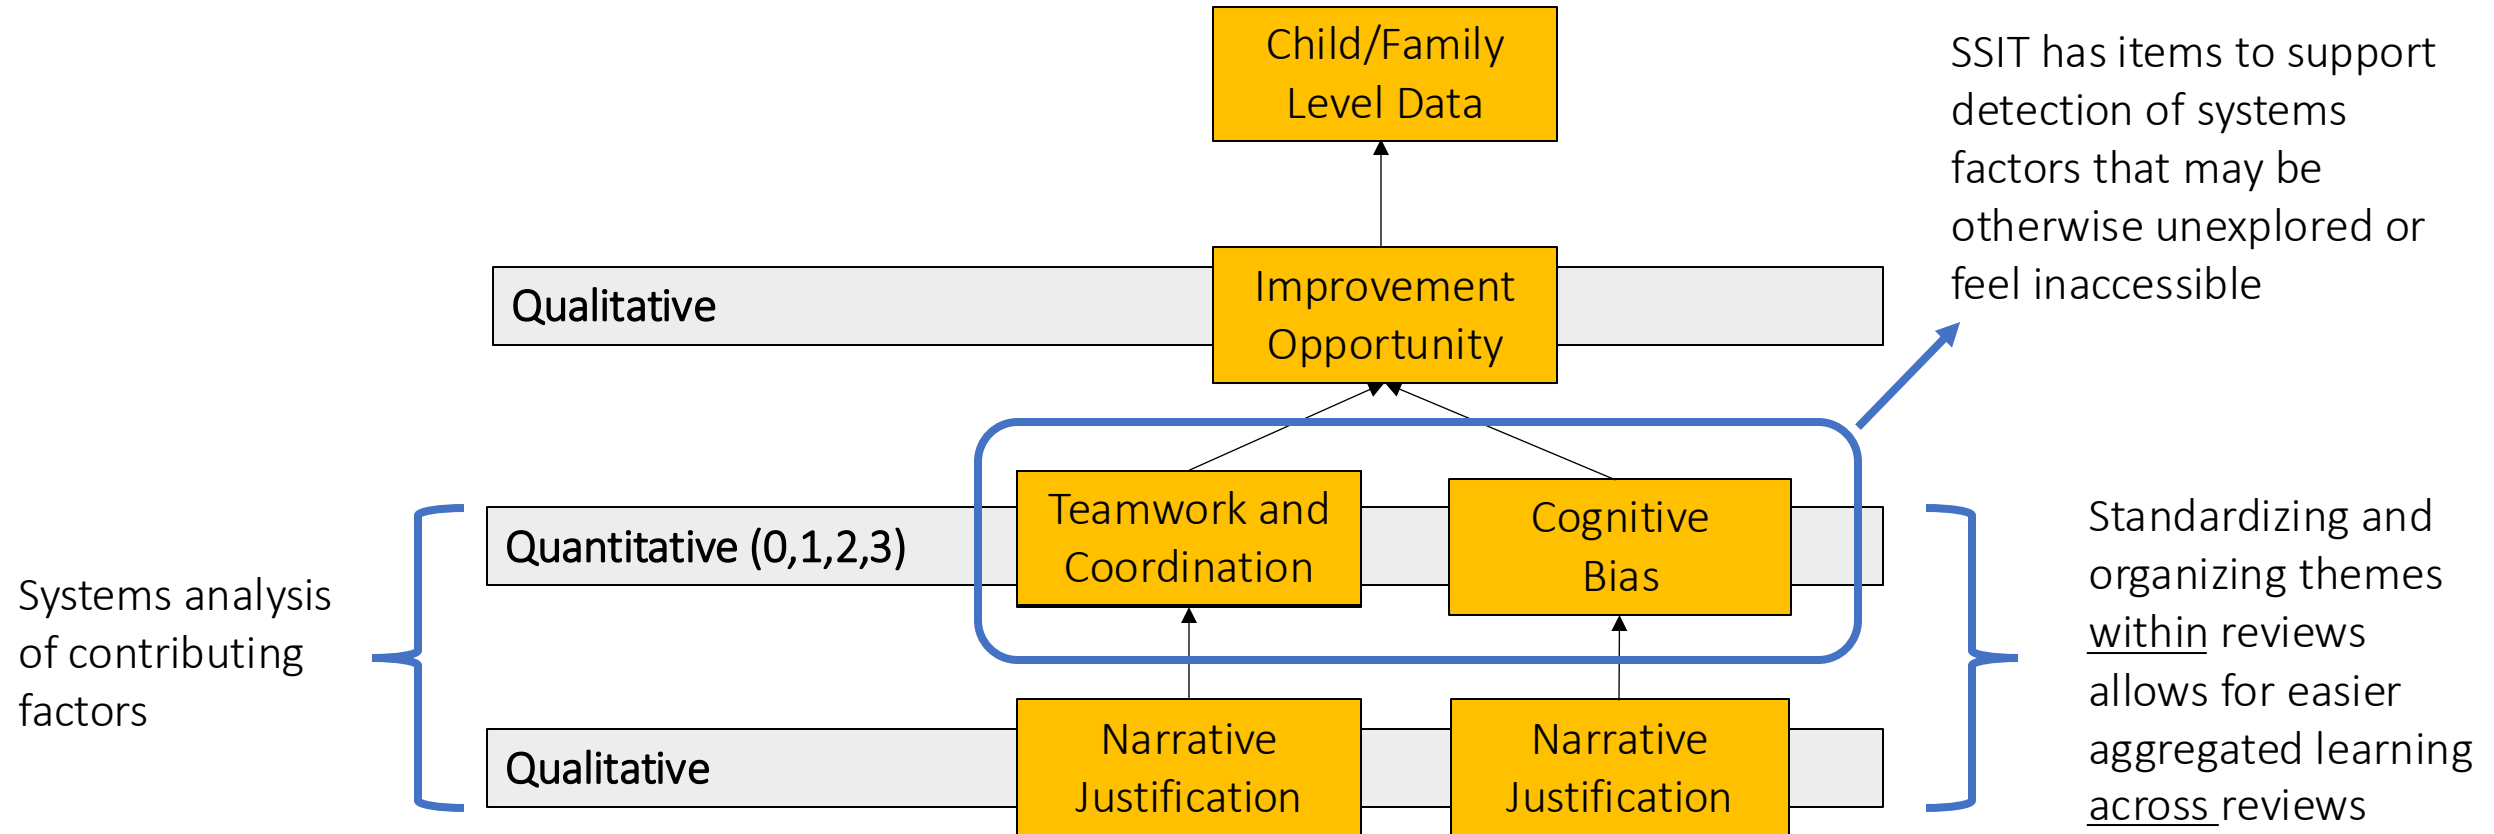 Child/Family
Level Data
SSIT has items to support
detection of systems
factors that may be
otherwise unexplored or
feel inaccessible
Qualitative
Improvement
Opportunity
Systems analysis
of contributing
factors
Quantitative (0,1,2,3)
Teamwork and
Coordination
Cognitive
Bias
Qualitative
Narrative
Justification
Narrative
Justification
Standardizing and
organizing themes
within reviews
allows for easier
aggregated learning
across reviews